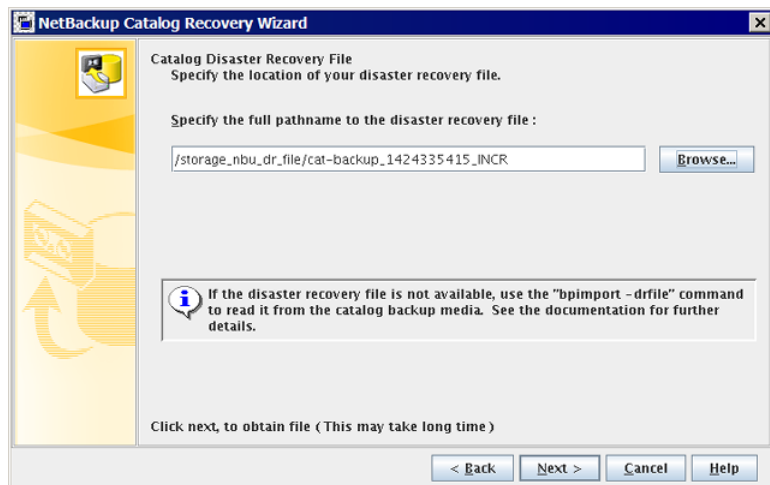 NetBackup Catalog Recovery Wizard
Catalog Disaster Recovery File
Specify the location of your disaster recovery file.
Specify the full pathname to the disaster recovery file :
/storage_nbu_dr_file/cat-backup_1424335415_INCR
Browse...
If the disaster recovery file is not available, use the "bpimport -drfile" command
to read it from the catalog backup media. See the documentation for further
details.
Click next, to obtain file (This may take long time)
< Back
Next >
Cancel
Help